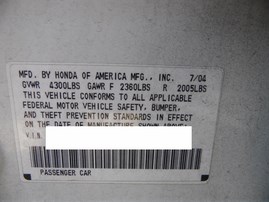 MFD. BY HONDA OF AMERICA MFG., INC. 7/04
GVWR 4300LBS GAWR F 2360LBS R 2005LBS
THIS VEHICLE CONFORMS TO ALL APPLICABLE
FEDERAL MOTOR VEHICLE SAFETY, BUMPER,
AND THEFT PREVENTION STANDARDS IN EFFECT
ON THE DATE OF MANUFACTURE SHOWN ABOVE.
V.I.N.
PASSENGER CAR